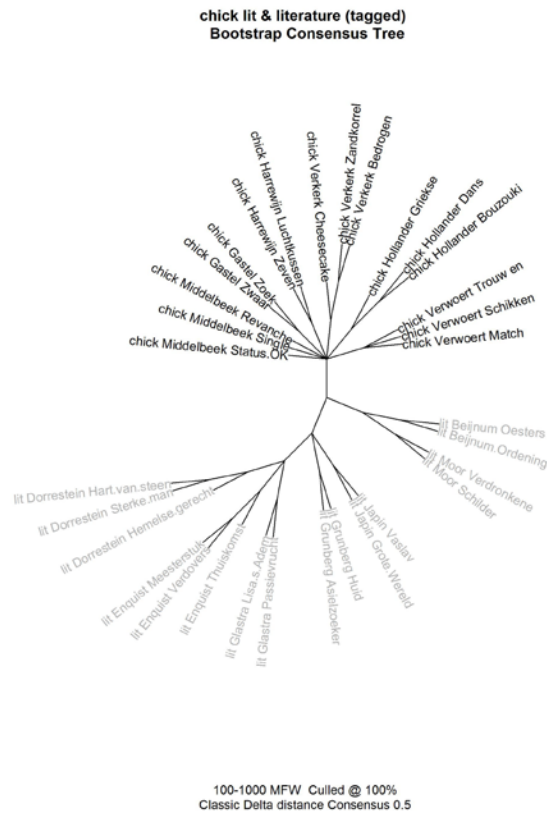 chick lit & literature (tagged)
Bootstrap Consensus Tree
chick Verkerk Zandkorrel
chick Verkerk Bedrogen
chick Verkerk Cheesecake
chick Harrewijn Luchtkussen
chick Harrewijn Zeven
chick Hollander Griekse
chick Hollander Dans
chick Hollander Bouzouki
chick Gastel Zoek
chick Gastel Zwaar
chick Middelbeek Revanche
chick Middelbeek Single
chick Middelbeek Status.OK
chick Verwoert Trouw en
chick Verwoert Schikken
chick Verwoert Match
lit Beijnum Oesters
lit Beijnum.Ordening
lit Moor Verdronkene
lit Moor Schilder
lit Japin Vaslav
lit Japin Grote.Wereld
lit Grunberg Huid
lit Grunberg Asielzoeker
lit Glastra Passievrucht
lit Glastra Lisa.s.Adem
lit Enquist Thuiskomst
lit Enquist Verdovers
lit Enquist Meesterstuk
lit Dorrestein Hemelse.gerecht
lit Dorrestein Sterke.man
lit Dorrestein Hart.van.steen
100-1000 MFW Culled @ 100%
Classic Delta distance Consensus 0.5